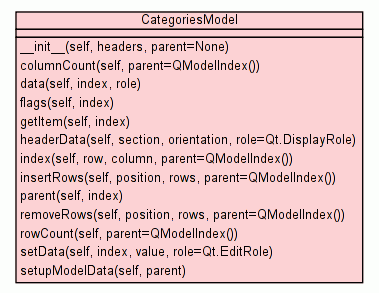 CategoriesModel
__init__(self, headers, parent=None)
columnCount(self, parent=QModelIndex())
data(self, index, role)
flags(self, index)
getItem(self, index)
headerData(self, section, orientation, role=Qt.DisplayRole)
index(self, row, column, parent=QModelIndex())
insertRows(self, position, rows, parent=QModelIndex())
parent(self, index)
removeRows(self, position, rows, parent=QModelIndex())
rowCount(self, parent=QModelIndex())
setData(self, index, value, role=Qt.EditRole)
setupModelData(self, parent)